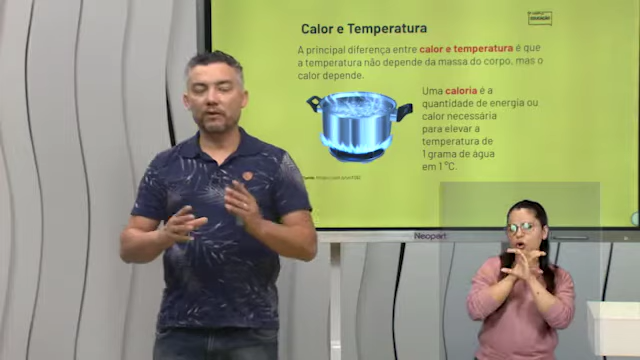 EDUCAÇÃO
Calor e Temperatura
A principal diferença entre calor e temperatura é que
a temperatura não depende da massa do corpo, mas o
calor depende.
Uma caloria é a
quantidade de energia ou
calor necessária
para elevar a
temperatura de
1 grama de água
em 1 °C.
Neopart